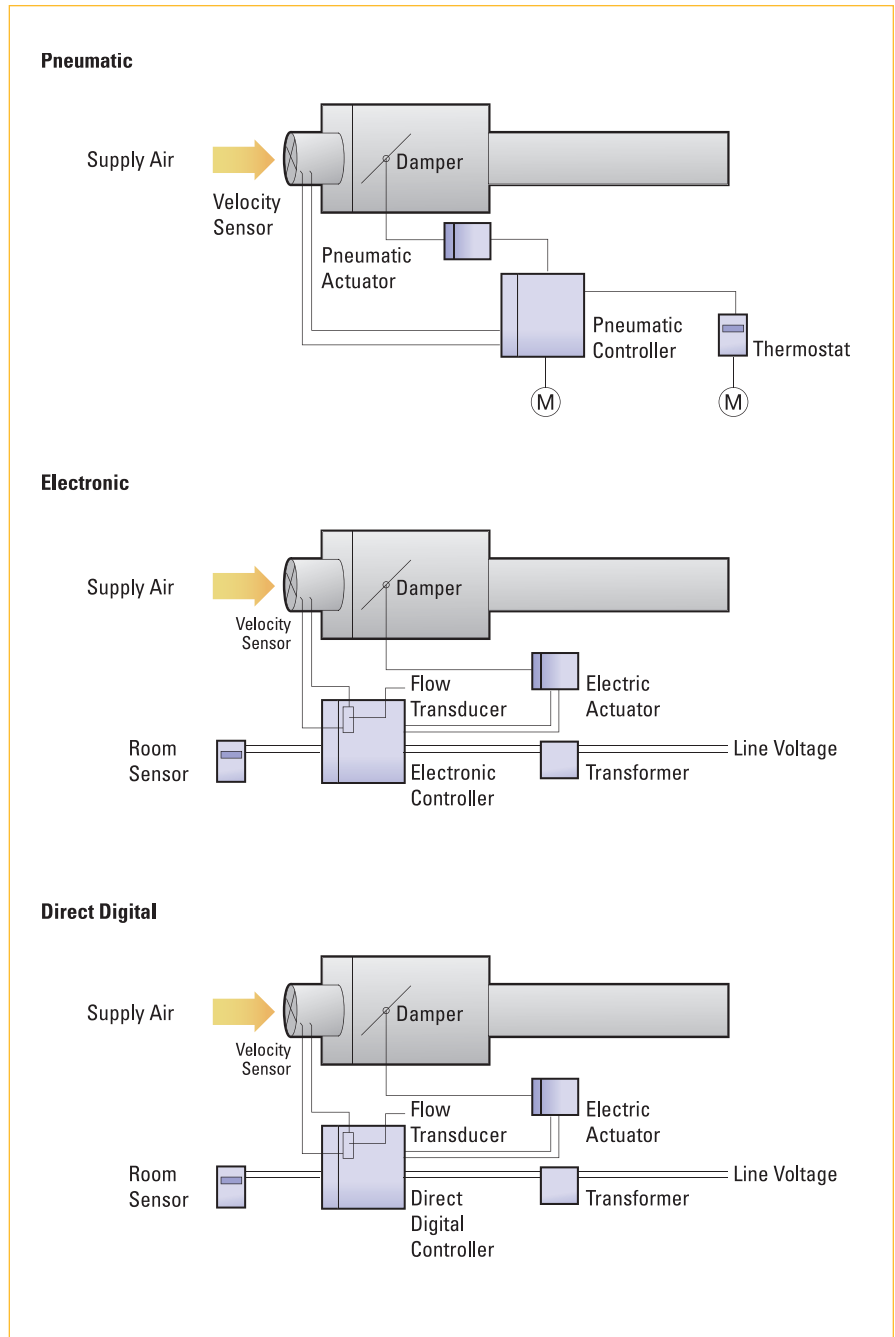 Pneumatic
Supply Air
Damper
Velocity
Sensor
Pneumatic
Actuator
Pneumatic
Controller
Thermostat
M
M
Electronic
Supply Air
Damper
Velocity
Sensor
Flow
Transducer
Electric
Actuator
Room
Sensor
Electronic
Controller
Transformer
Line Voltage
Direct Digital
Supply Air
Damper
Velocity
Sensor
Flow
Transducer
Electric
Actuator
Room
Sensor
Direct
Digital
Controller
Transformer
Line Voltage